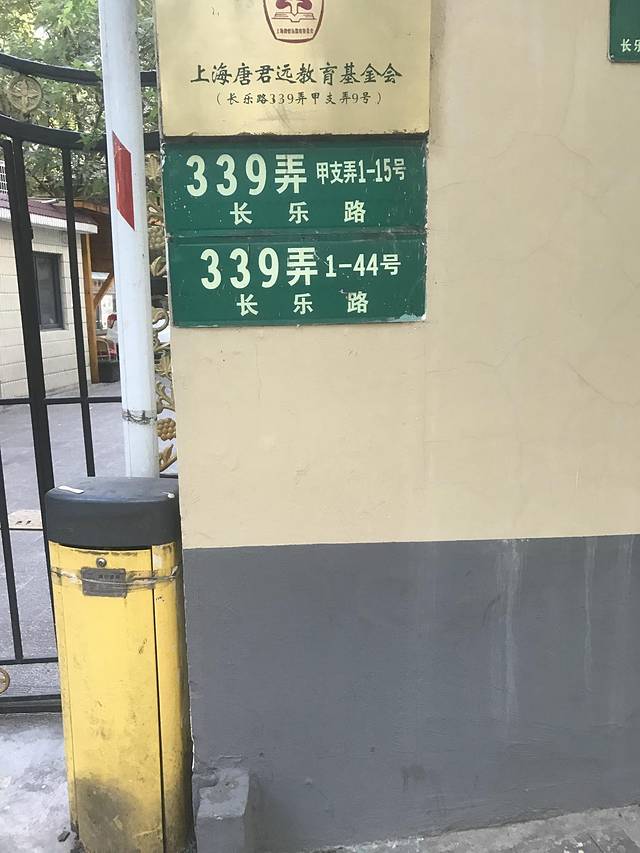 上海唐君远教育基金会
（长乐路339弄甲支弄9号）
339弄 甲支弄1-15号
长乐路
339弄 1-44号
长乐路
长乐